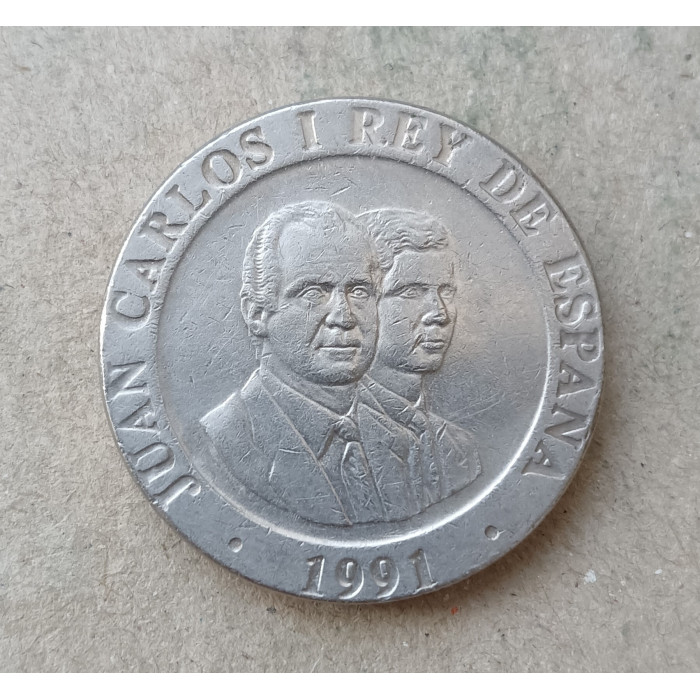 JUAN CARLOS I REY DE ESPAÑA
• 1991 •